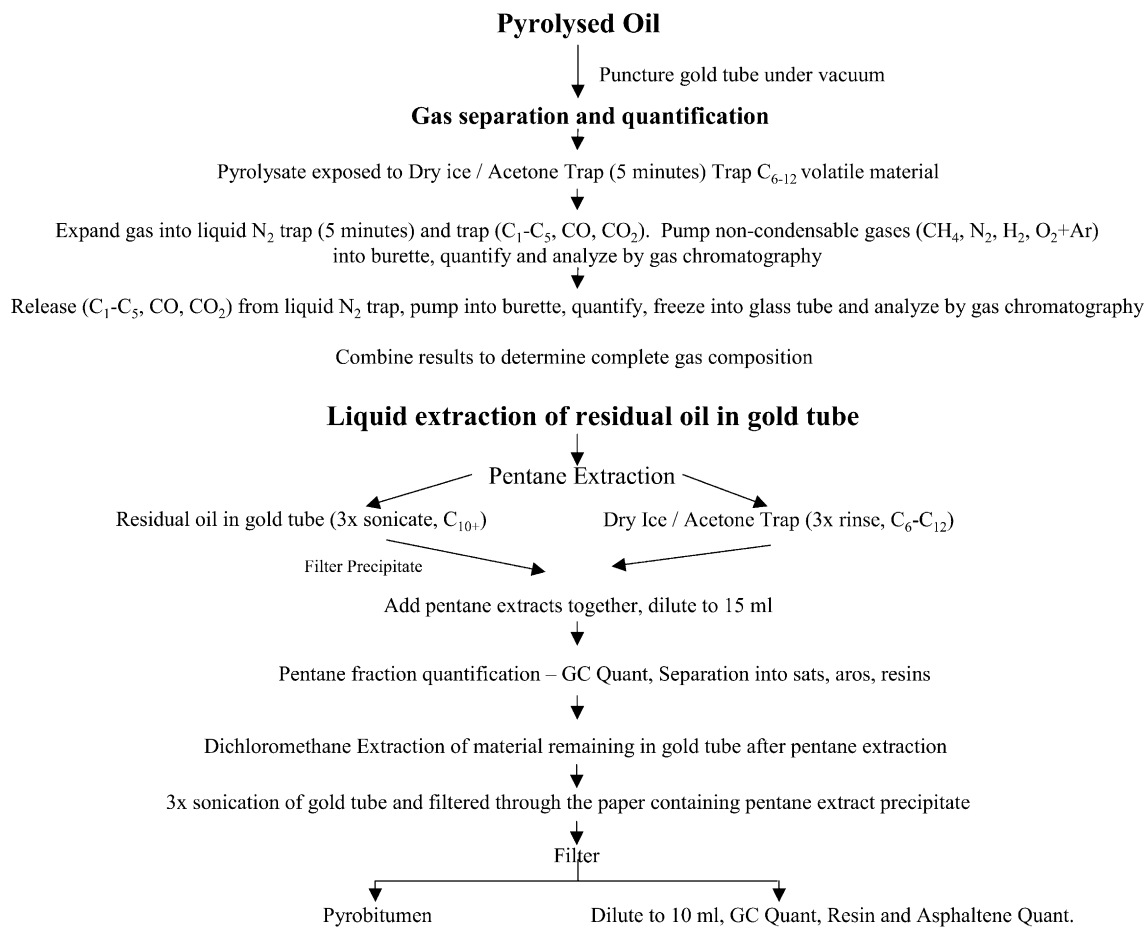 Pyrolysed Oil
Puncture gold tube under vacuum
Gas separation and quantification
Pyrolysate exposed to Dry ice / Acetone Trap (5 minutes) Trap C6-12 volatile material
Expand gas into liquid N2 trap (5 minutes) and trap (C1-C5, CO, CO2).  Pump non-condensable gases (CH4, N2, H2, O2+Ar)
into burette, quantify and analyze by gas chromatography
Release (C1-C5, CO, CO2) from liquid N2 trap, pump into burette, quantify, freeze into glass tube and analyze by gas chromatography
Combine results to determine complete gas composition
Liquid extraction of residual oil in gold tube
Pentane Extraction
Residual oil in gold tube (3x sonicate, C10+)
Dry Ice / Acetone Trap (3x rinse, C6-C12)
Filter Precipitate
Add pentane extracts together, dilute to 15 ml
Pentane fraction quantification – GC Quant, Separation into sats, aros, resins
Dichloromethane Extraction of material remaining in gold tube after pentane extraction
3x sonication of gold tube and filtered through the paper containing pentane extract precipitate
Filter
Pyrobitumen
Dilute to 10 ml, GC Quant, Resin and Asphaltene Quant.